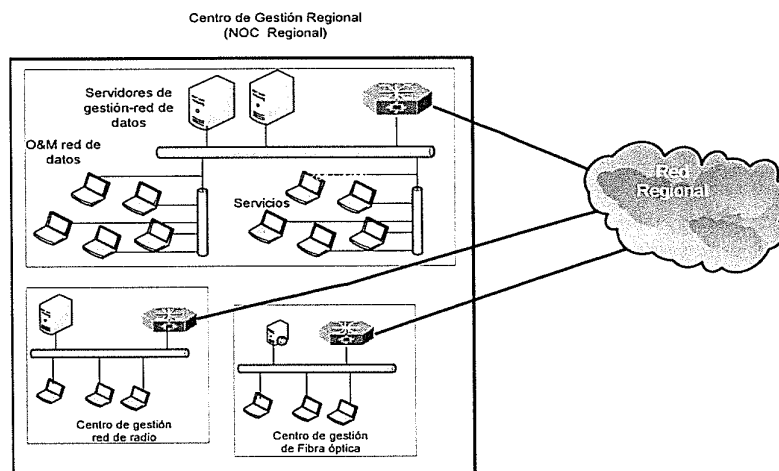 Centro de Gestión Regional
(NOC Regional)
Servidores de
gestión-red de
datos
O&M red de
datos
Servicios
Red
Regional
Centro de gestión
red de radio
Centro de gestión
de Fibra óptica